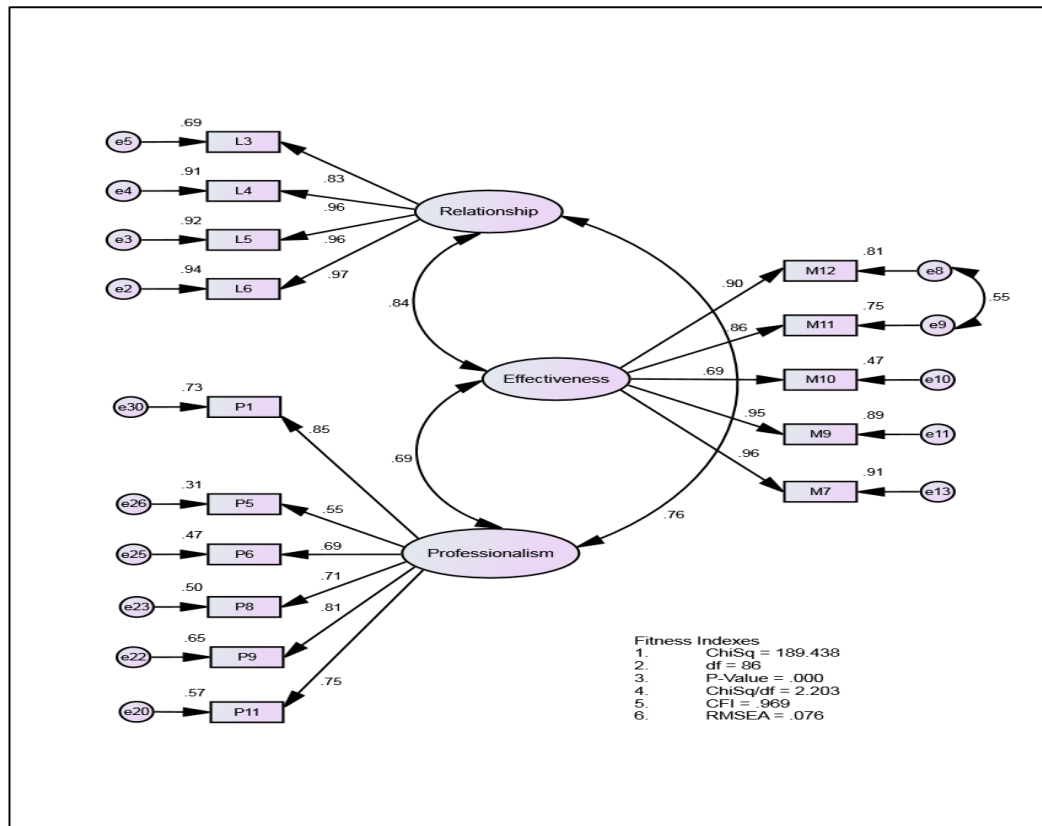 .69
e5
L3
.91
e4
L4
.83
.92
.96
e3
L5
.96
.94
e2
L6
.97
Relationship
.84
.81
M12
e8
.90
.55
.75
M11
e9
.86
.47
M10
e10
.69
Effectiveness
.89
M9
e11
.95
.91
M7
e13
.96
.76
.69
.73
e30
P1
.85
.31
e26
P5
.55
.47
e25
P6
.69
Professionalism
.50
e23
P8
.71
.65
e22
P9
.81
.57
e20
P11
.75
Fitness Indexes
1. ChiSq = 189.438
2. df = 86
3. P-Value = .000
4. ChiSq/df = 2.203
5. CFI = .969
6. RMSEA = .076